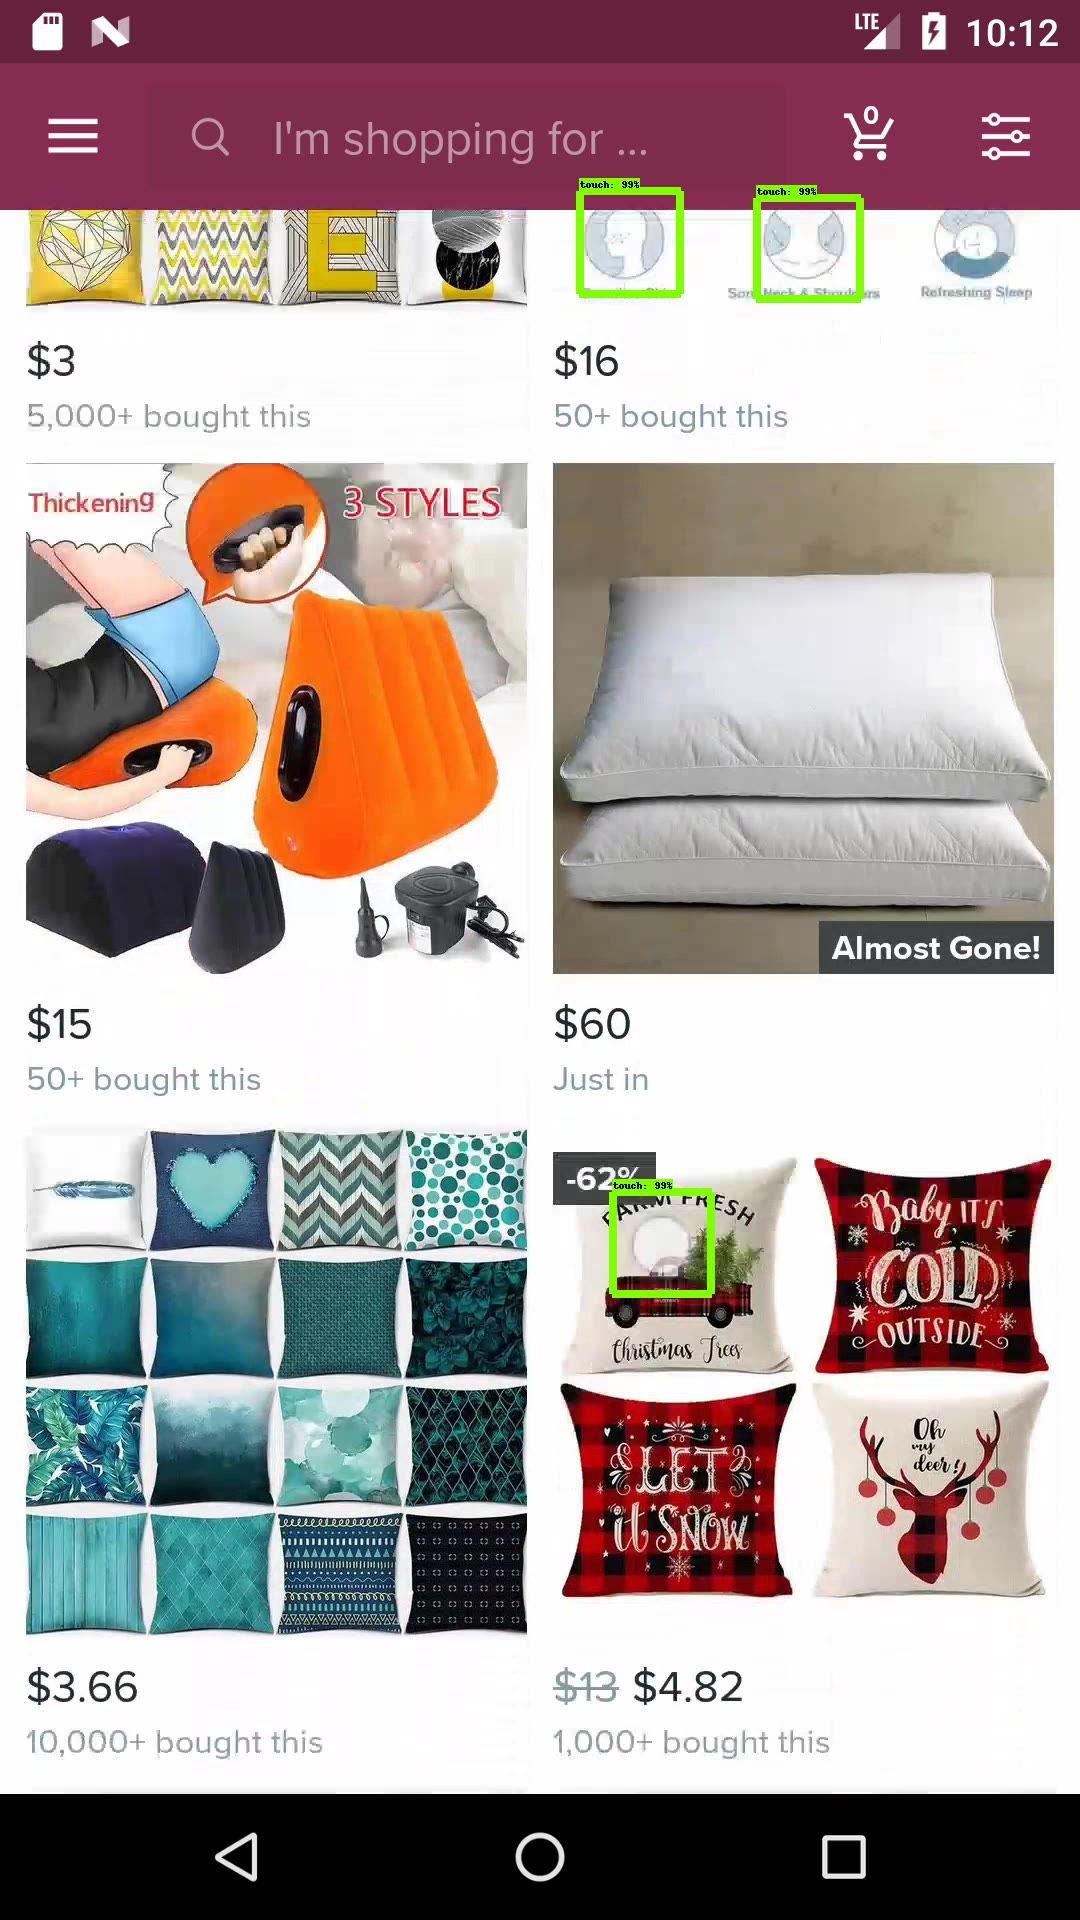 LTE 10:12
I'm shopping for ...
0
touch: 99%
touch: 99%
E
Sore Neck & Shoulders
Refreshing Sleep
$3
$16
5,000+ bought this
50+ bought this
Thickening
3 STYLES
Almost Gone!
$15
$60
50+ bought this
Just in
-62%
touch: 99%
FARM FRESH
Christmas Trees
Baby, IT'S
COLD
OUTSIDE
LET
it SNOW
Oh
my
deer!
$3.66
$13 $4.82
10,000+ bought this
1,000+ bought this